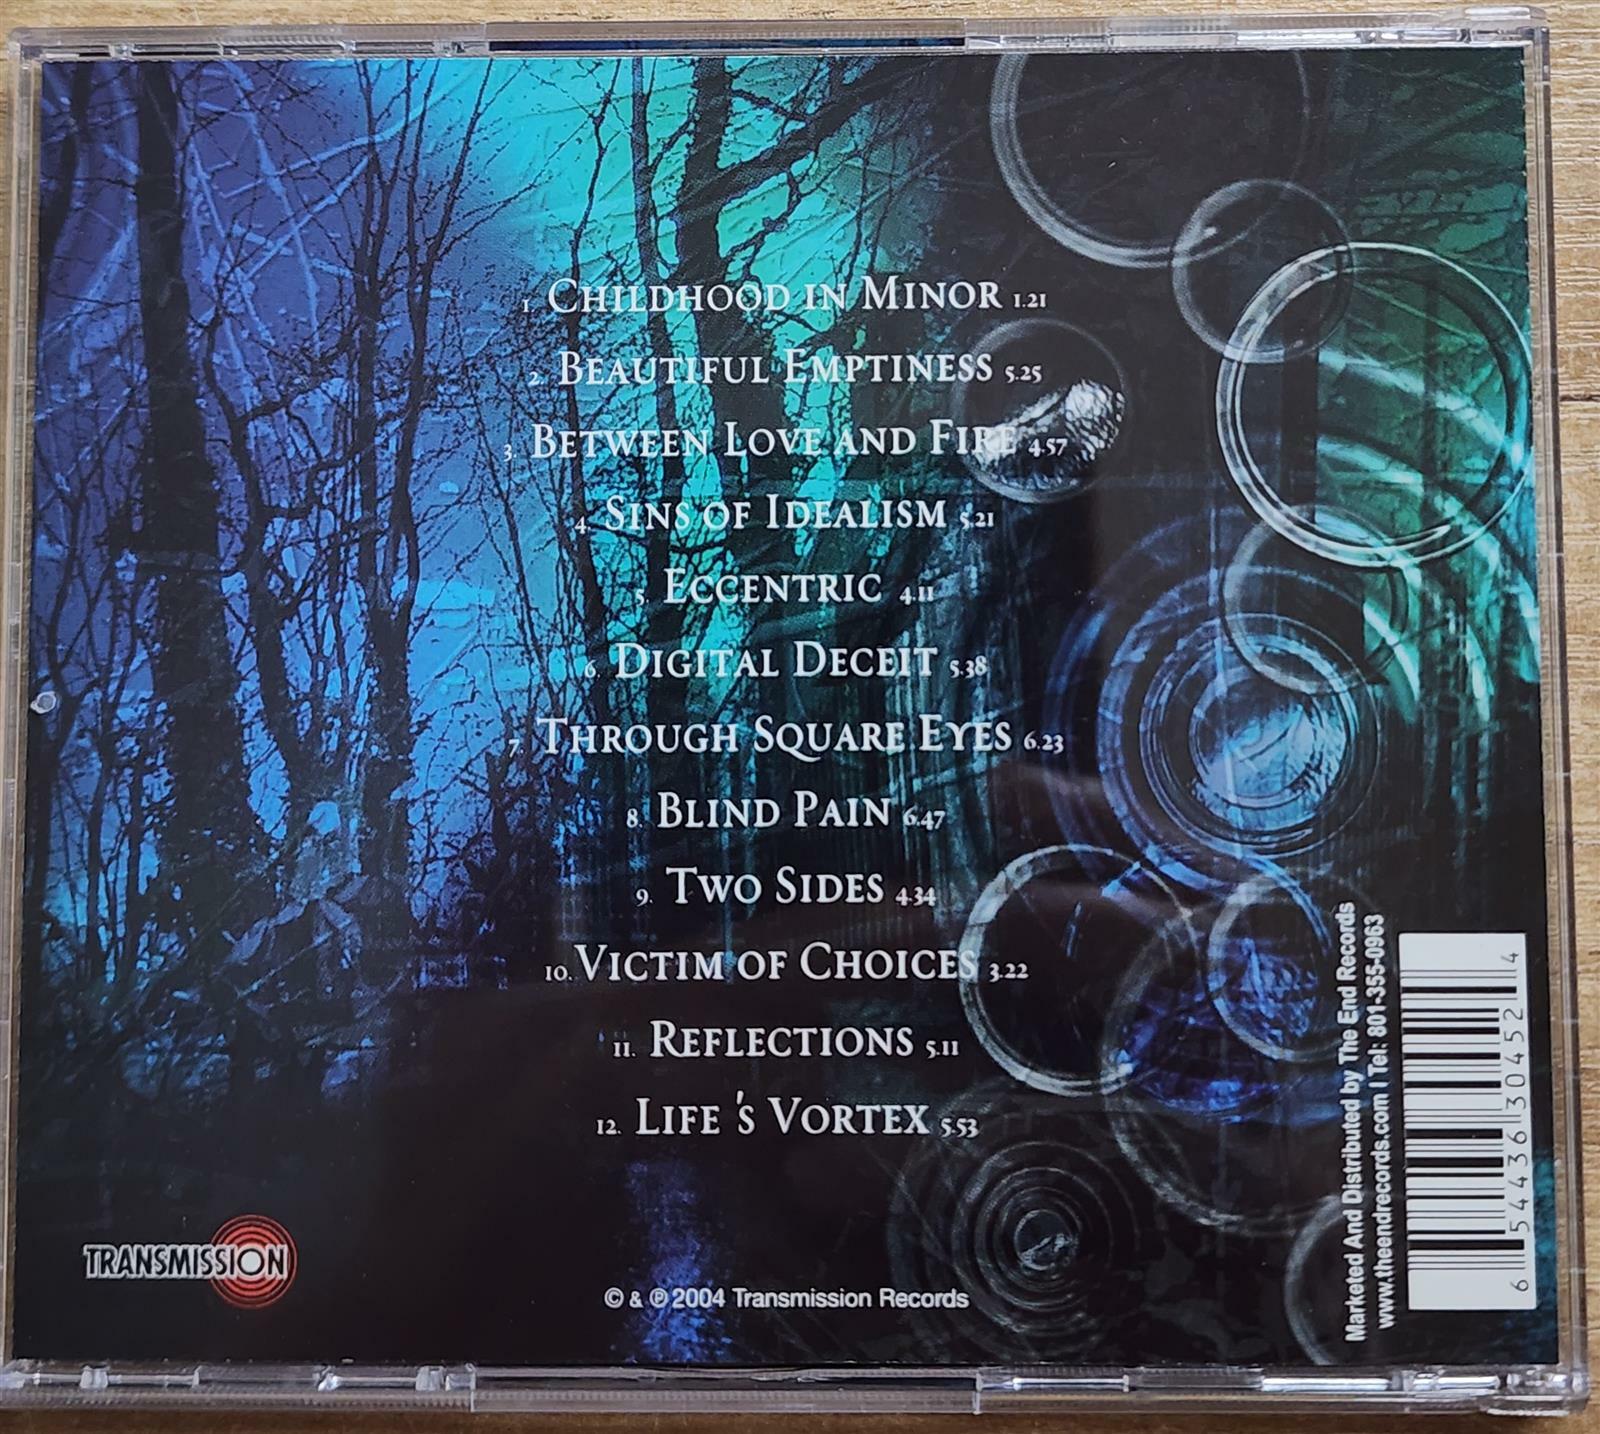 1. Childhood in Minor 1.21
2. Beautiful Emptiness 5.25
3. Between Love and Fire 4.57
4. Sins of Idealism 5.21
5. Eccentric 4.11
6. Digital Deceit 5.38
7. Through Square Eyes 6.23
8. Blind Pain 6.47
9. Two Sides 4.34
10. Victim of Choices 3.22
11. Reflections 5.11
12. Life 's Vortex 5.53
TRANSMISSION
© & ℗ 2004 Transmission Records
Marketed And Distributed by The End Records
www.theendrecords.com | Tel: 801-355-0963
6 54436 30452 4